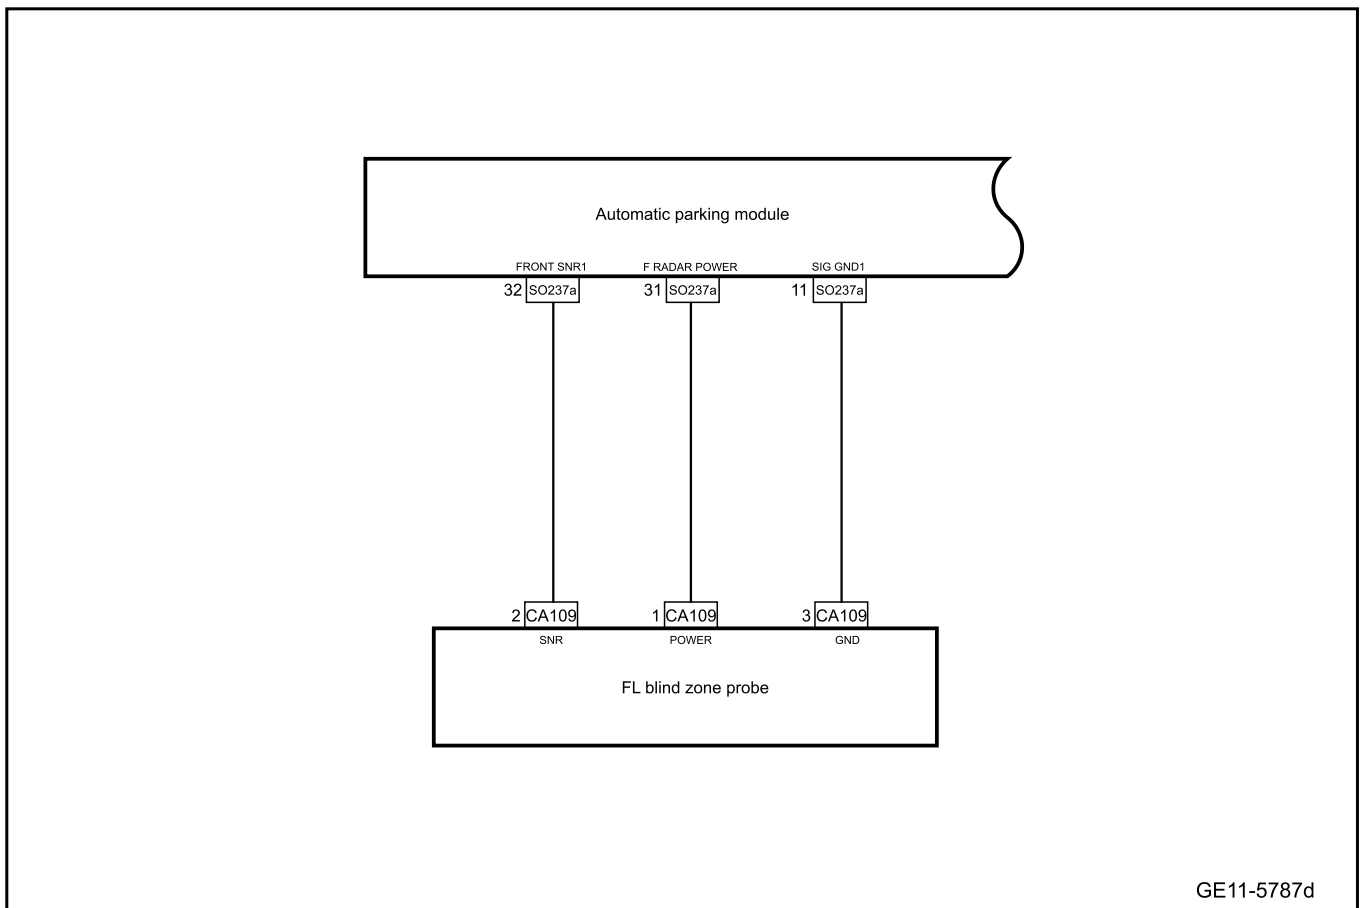 Automatic parking module
FRONT SNR1 F RADAR POWER SIG GND1
32 SO237a 31 SO237a 11 SO237a
2 CA109 1 CA109 3 CA109
SNR POWER GND
FL blind zone probe
GE11-5787d